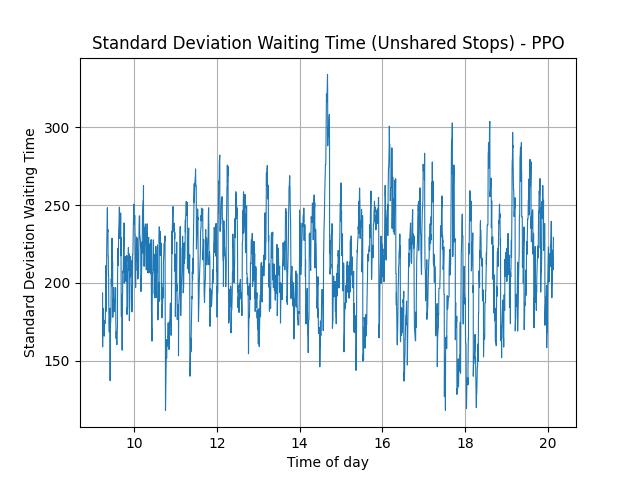 Standard Deviation Waiting Time (Unshared Stops) - PPO
Standard Deviation Waiting Time
300
250
200
150
10 12 14 16 18 20
Time of day